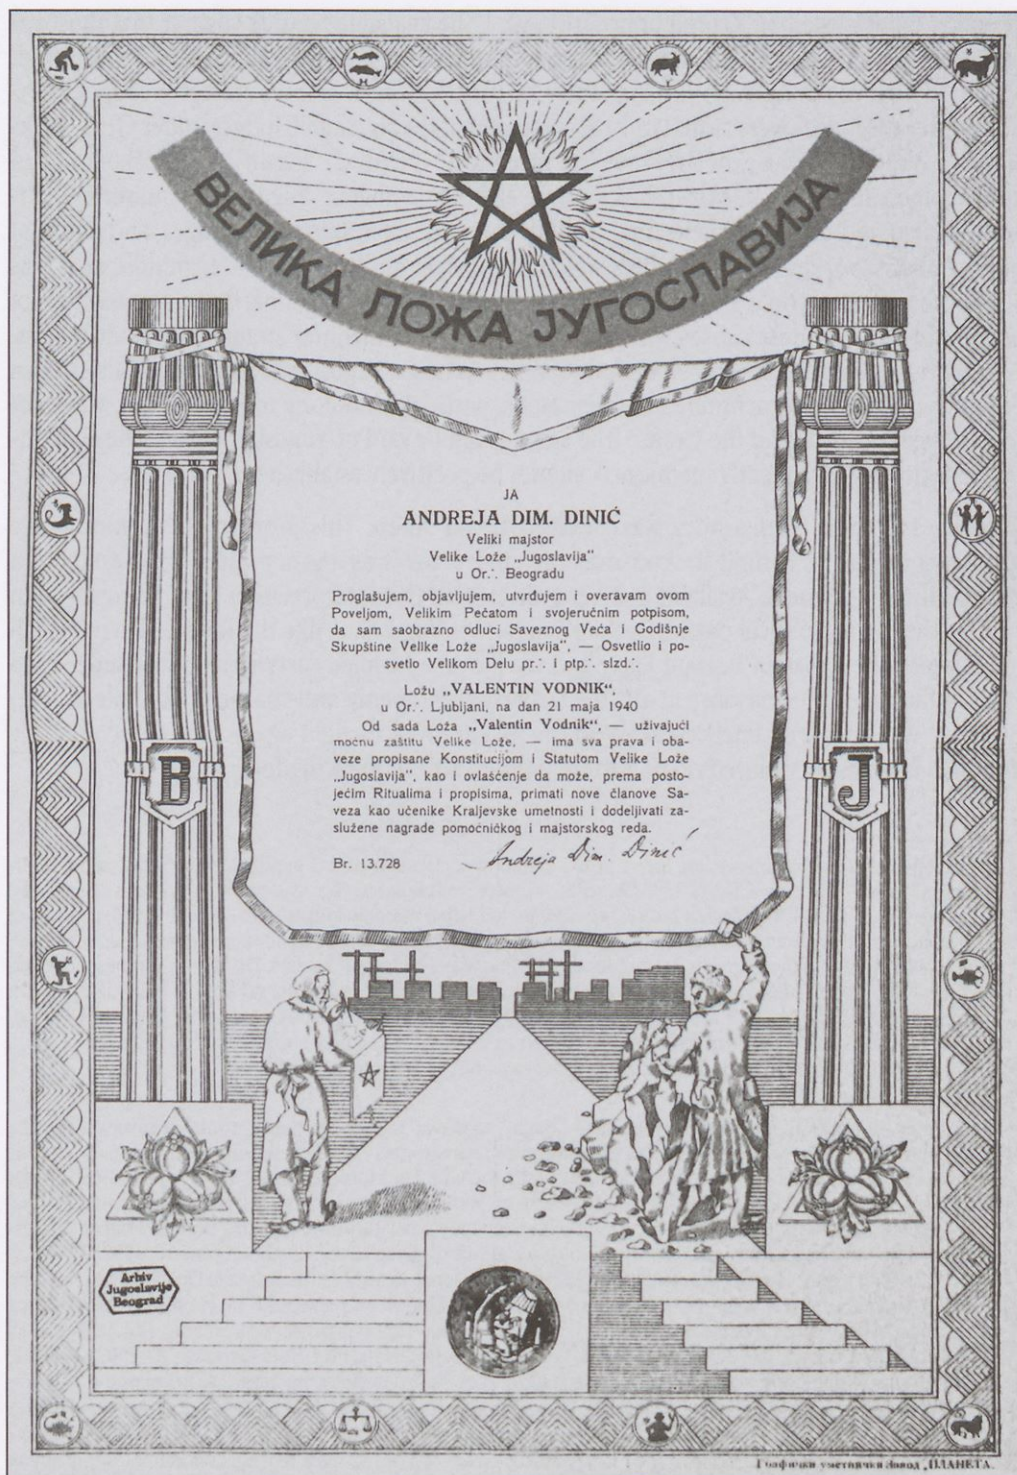 ВЕЛИКА ЛОЖА ЈУГОСЛАВИЈА
JA
ANDREJA DIM. DINIĆ
Veliki majstor
Velike Lože „Jugoslavija"
u Or.'. Beogradu
Proglašujem, objavljujem, utvrđujem i overavam ovom
Poveljom, Velikim Pečatom i svojeručnim potpisom,
da sam saobrazno odluci Saveznog Veća i Godišnje
Skupštine Velike Lože „Jugoslavija", — Osvetlio i po-
svetlo Velikom Delu pr.'. i ptp.'. slzd.'.
Ložu „VALENTIN VODNIK",
u Or.'. Ljubljani, na dan 21 maja 1940
Od sada Loža „Valentin Vodnik", — uživajući
moćnu zaštitu Velike Lože, — ima sva prava i oba-
veze propisane Konstitucijom i Statutom Velike Lože
„Jugoslavija", kao i ovlašćenje da može, prema posto-
jećim Ritualima i propisima, primati nove članove Sa-
veza kao učenike Kraljevske umetnosti i dodeljivati za-
služene nagrade pomoćničkog i majstorskog reda.
Br. 13.728 Andreja Dim. Dinić
B
J
Arhiv
Jugoslavije
Beograd
Графички уметнички Завод „ПЛАНЕТА.